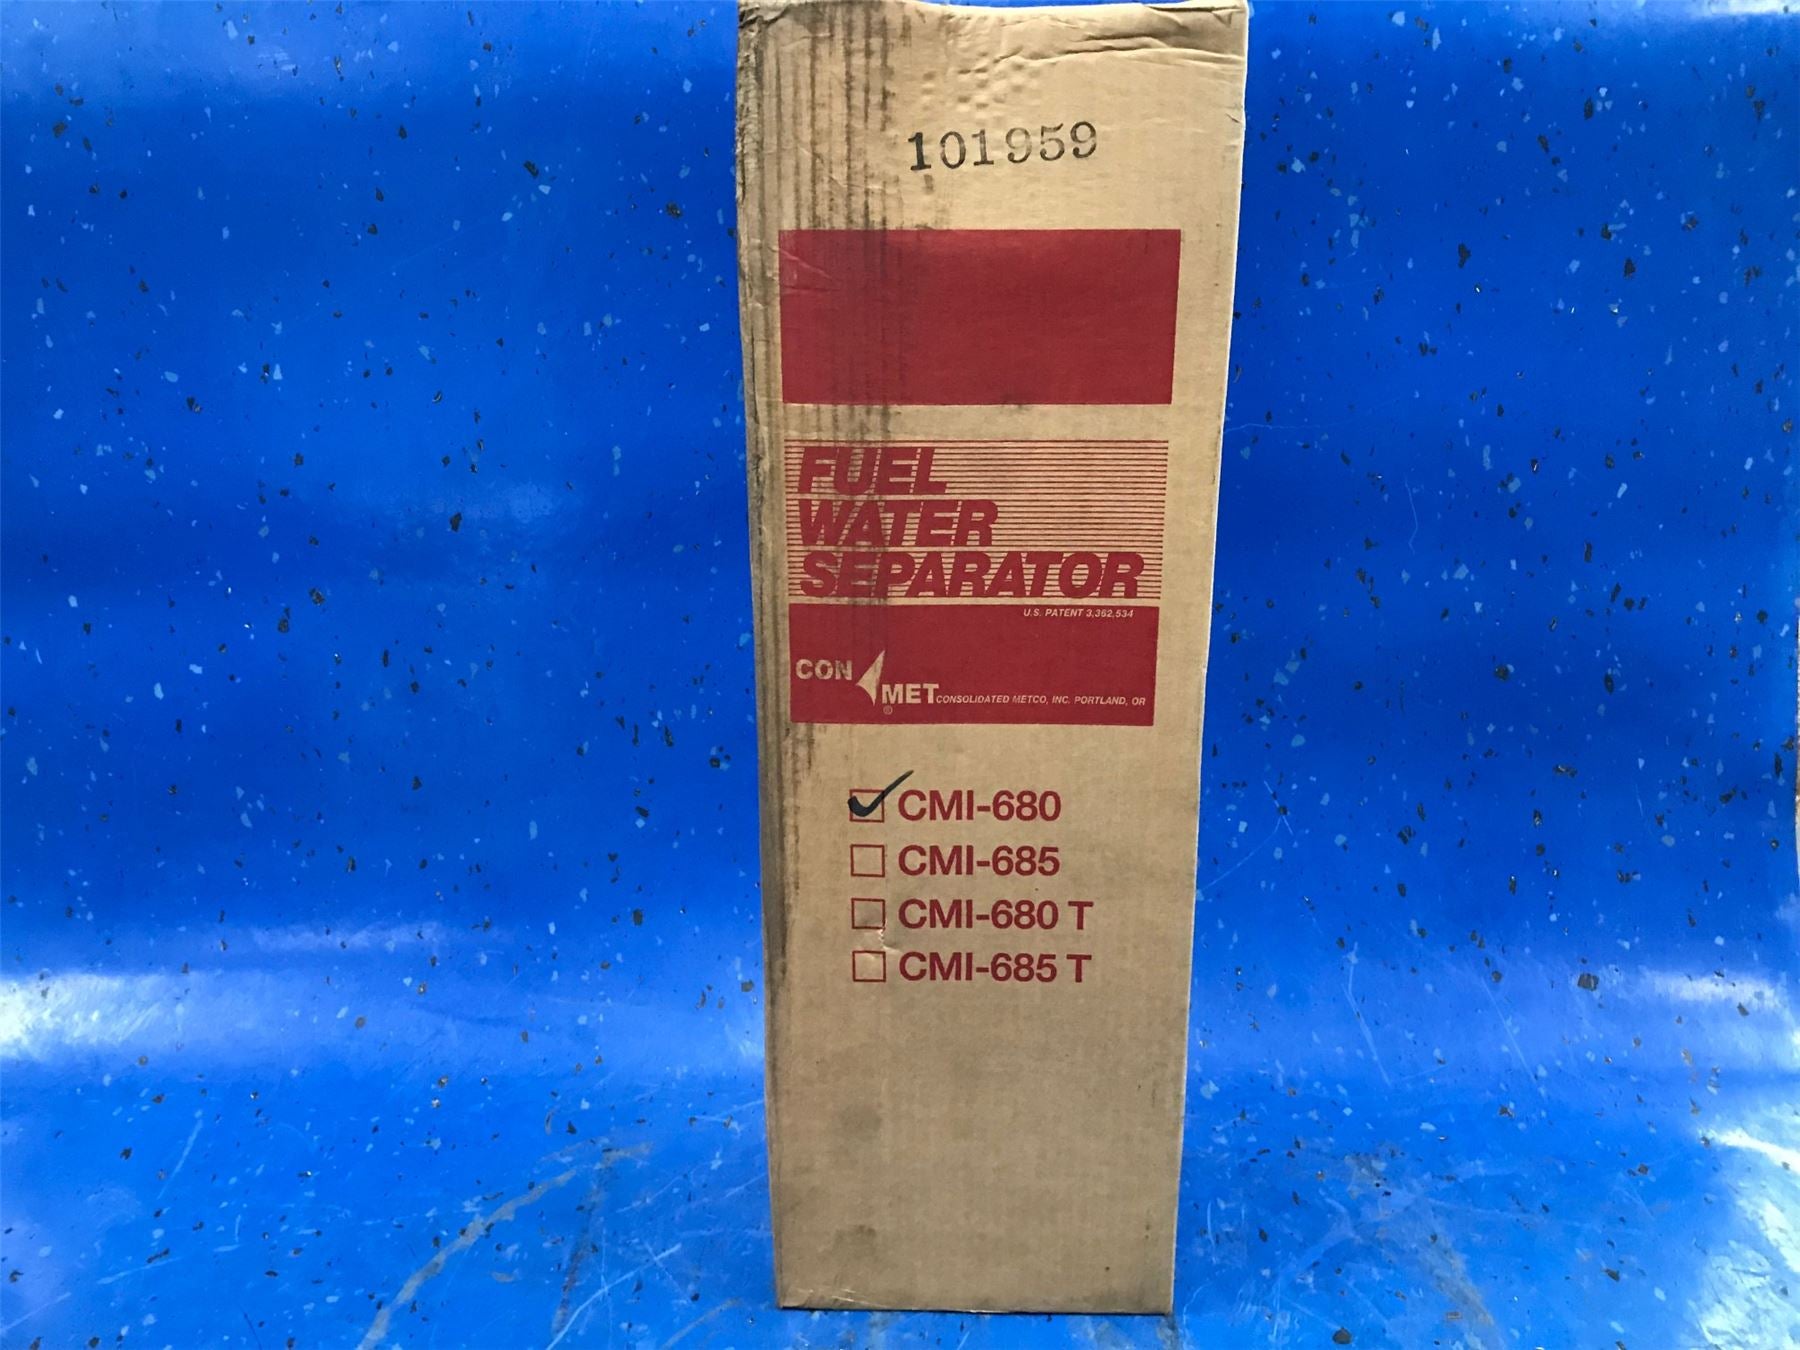 101959
FUEL
WATER
SEPARATOR
U.S. PATENT 3,362,534
CON
MET® CONSOLIDATED METCO, INC. PORTLAND, OR
CMI-680
CMI-685
CMI-680 T
CMI-685 T